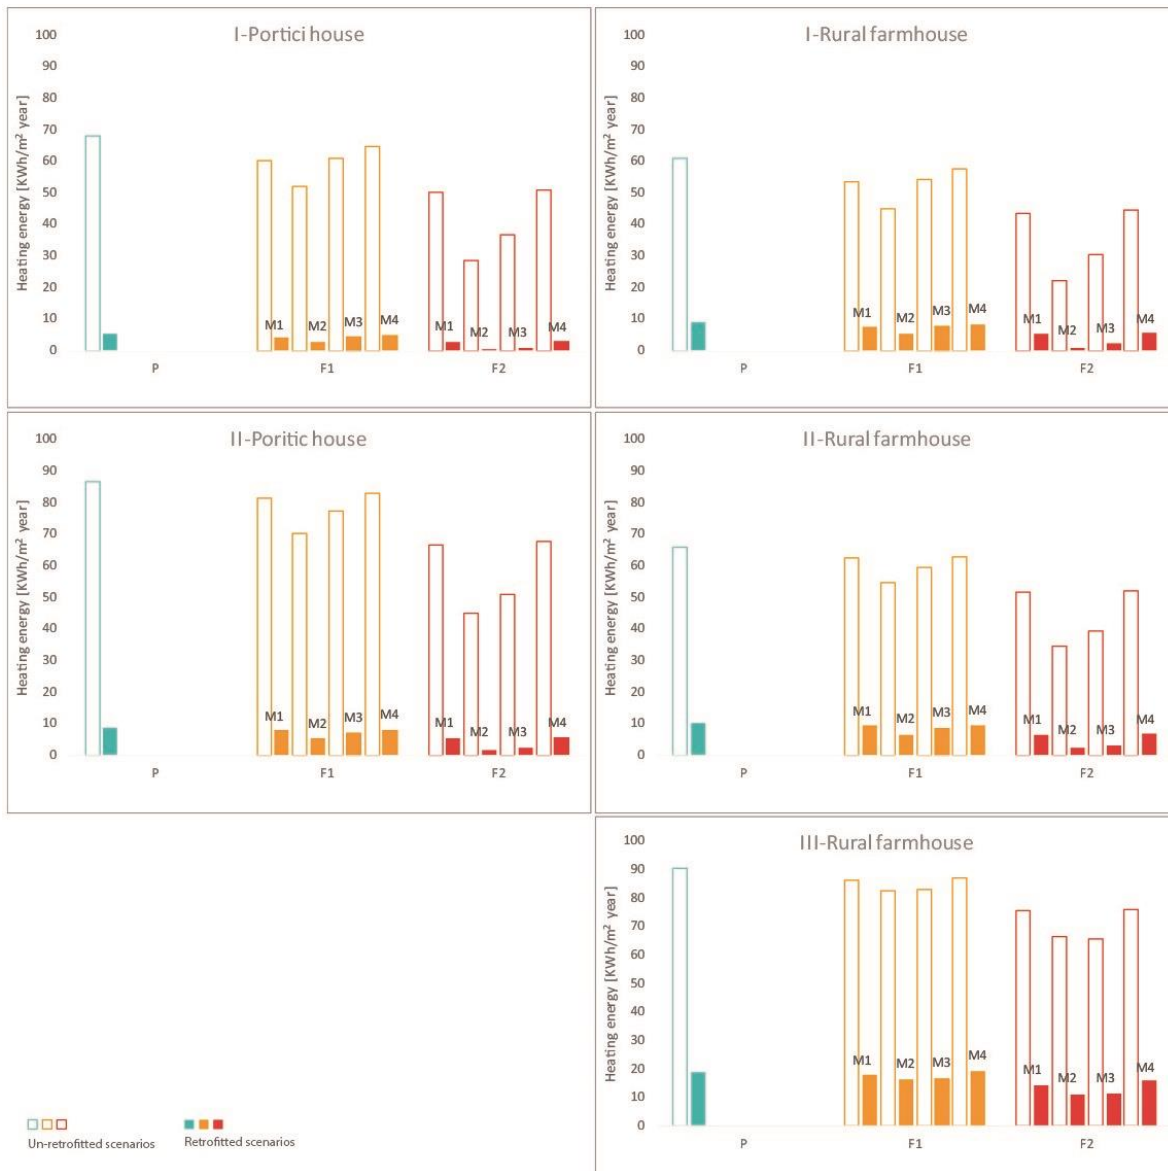 I-Portici house
Heating energy [KWh/m² year]
100
90
80
70
60
50
40
30
20
10
0
M1 M2 M3 M4 M1 M2 M3 M4
P F1 F2
I-Rural farmhouse
Heating energy [KWh/m² year]
100
90
80
70
60
50
40
30
20
10
0
M1 M2 M3 M4 M1 M2 M3 M4
P F1 F2
II-Poritic house
Heating energy [KWh/m² year]
100
90
80
70
60
50
40
30
20
10
0
M1 M2 M3 M4 M1 M2 M3 M4
P F1 F2
II-Rural farmhouse
Heating energy [KWh/m² year]
100
90
80
70
60
50
40
30
20
10
0
M1 M2 M3 M4 M1 M2 M3 M4
P F1 F2
III-Rural farmhouse
Heating energy [KWh/m² year]
100
90
80
70
60
50
40
30
20
10
0
M1 M2 M3 M4 M1 M2 M3 M4
P F1 F2
Un-retrofitted scenarios
Retrofitted scenarios